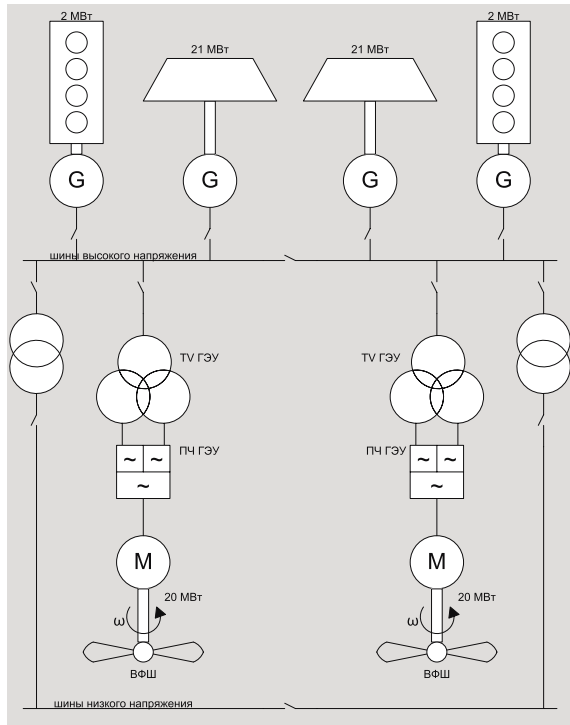 2 МВт
21 МВт
21 МВт
2 МВт
G
G
G
G
шины высокого напряжения
TV ГЭУ
TV ГЭУ
ПЧ ГЭУ
ПЧ ГЭУ
~ ~
~ ~
~
~
M
M
20 МВт
20 МВт
ω
ω
ВФШ
ВФШ
шины низкого напряжения